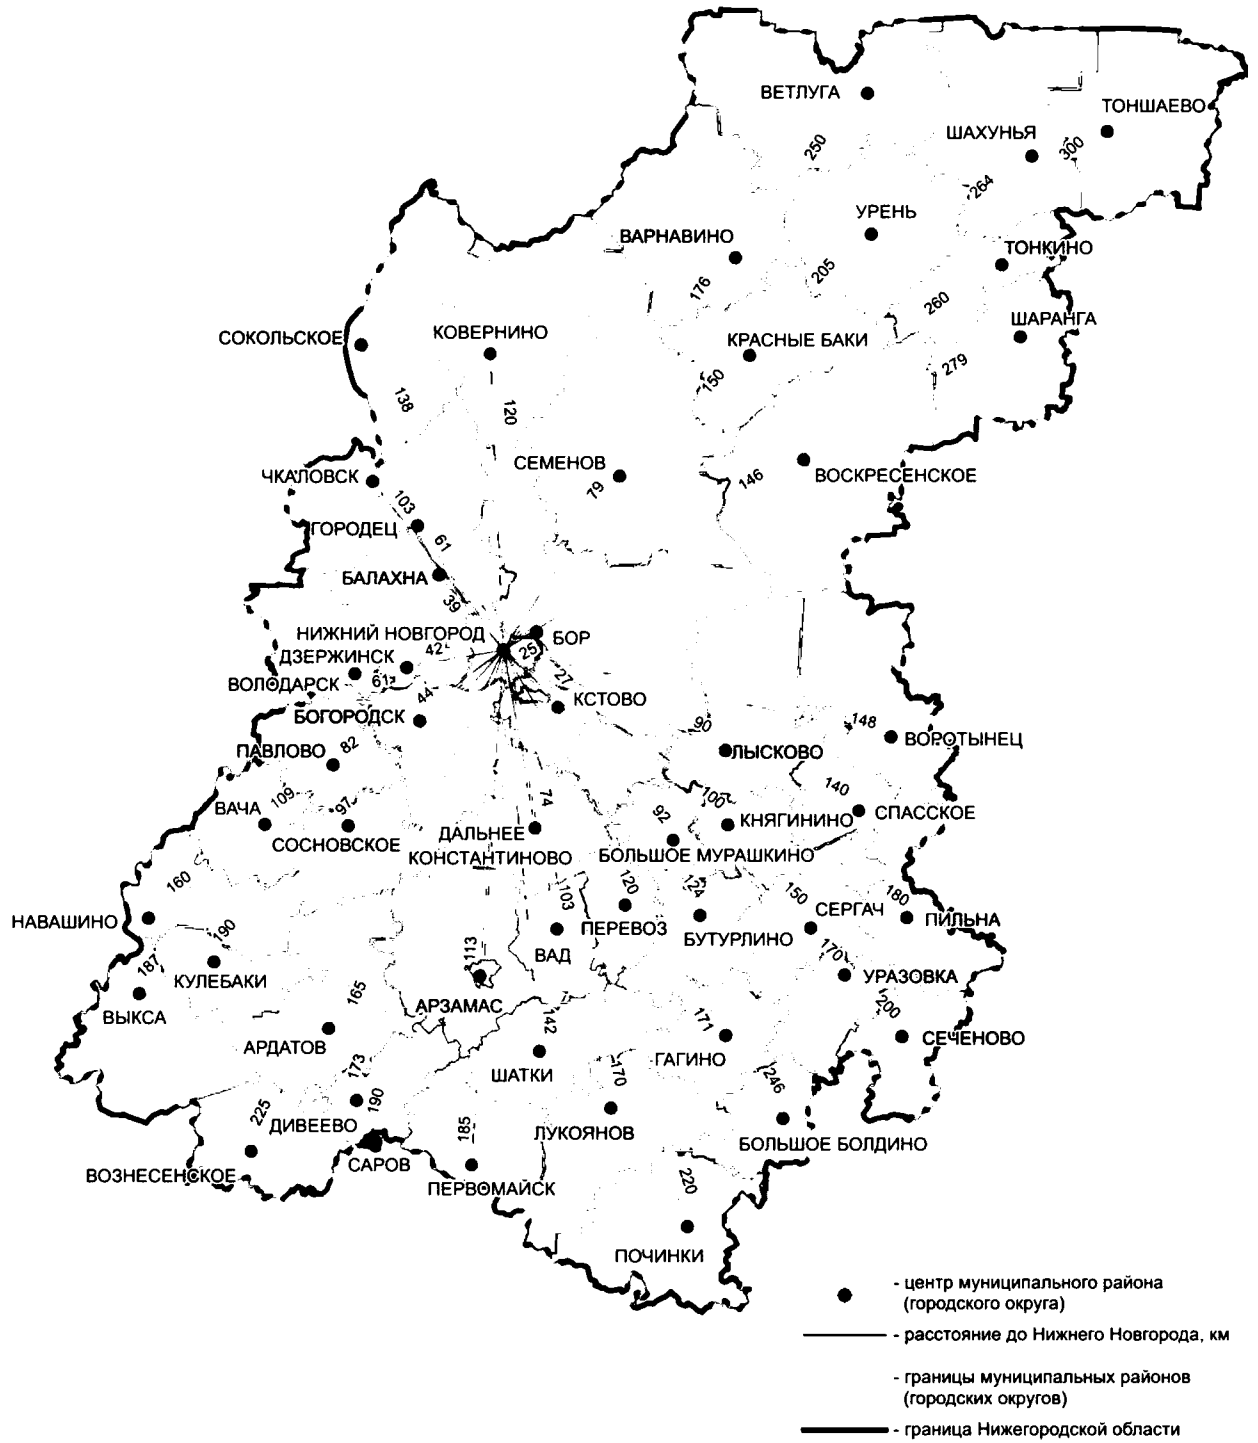 ВЕТЛУГА
ТОНШАЕВО
ШАХУНЬЯ
250
300
264
УРЕНЬ
ВАРНАВИНО
ТОНКИНО
205
176
260
ШАРАНГА
СОКОЛЬСКОЕ
КОВЕРНИНО
КРАСНЫЕ БАКИ
279
150
138
120
СЕМЕНОВ
ЧКАЛОВСК
79
146
ВОСКРЕСЕНСКОЕ
103
ГОРОДЕЦ
61
БАЛАХНА
39
НИЖНИЙ НОВГОРОД
БОР
42
25
ДЗЕРЖИНСК
27
ВОЛОДАРСК
61
КСТОВО
44
БОГОРОДСК
90
148
ВОРОТЫНЕЦ
ПАВЛОВО
82
ЛЫСКОВО
140
109
74
100
ВАЧА
97
92
КНЯГИНИНО
СПАССКОЕ
СОСНОВСКОЕ
ДАЛЬНЕЕ
КОНСТАНТИНОВО
БОЛЬШОЕ МУРАШКИНО
160
103
120
124
150
180
НАВАШИНО
СЕРГАЧ
ПИЛЬНА
190
ПЕРЕВОЗ
БУТУРЛИНО
113
ВАД
170
187
КУЛЕБАКИ
УРАЗОВКА
165
АРЗАМАС
200
ВЫКСА
142
171
АРДАТОВ
ГАГИНО
СЕЧЕНОВО
173
ШАТКИ
170
246
190
225
ДИВЕЕВО
185
ЛУКОЯНОВ
БОЛЬШОЕ БОЛДИНО
ВОЗНЕСЕНСКОЕ
САРОВ
ПЕРВОМАЙСК
220
ПОЧИНКИ
- центр муниципального района
(городского округа)
- расстояние до Нижнего Новгорода, км
- границы муниципальных районов
(городских округов)
- граница Нижегородской области